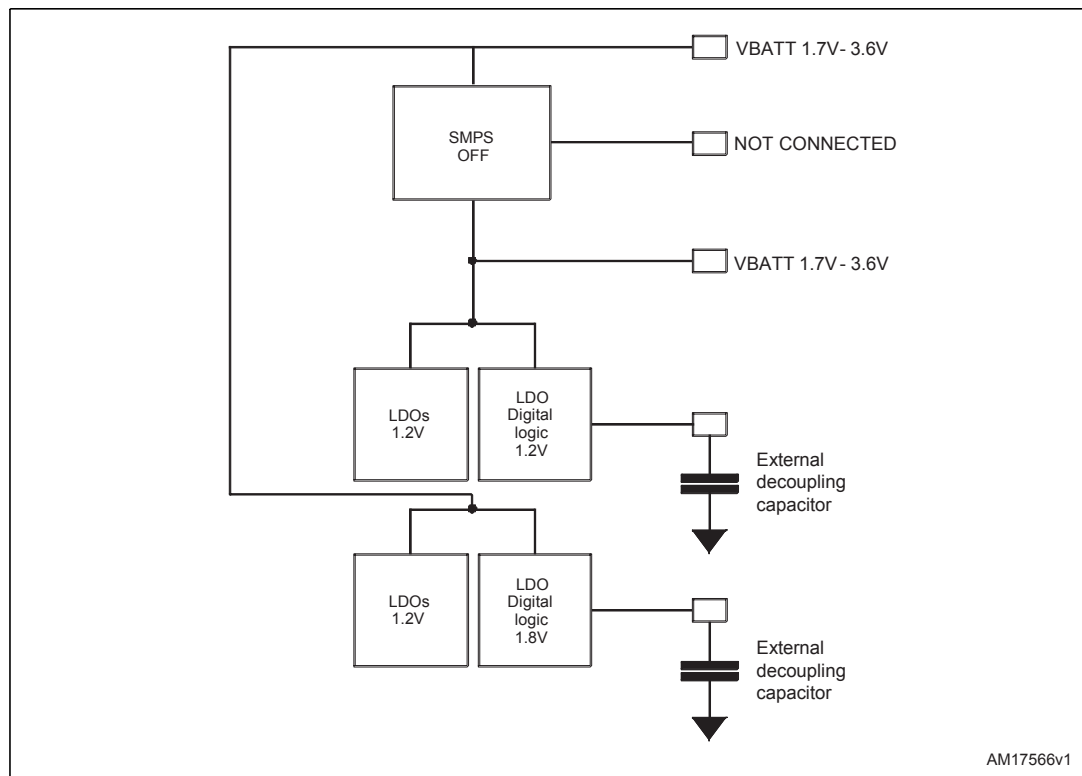 VBATT 1.7V- 3.6V
SMPS
OFF
NOT CONNECTED
VBATT 1.7V - 3.6V
LDOs
1.2V
LDO
Digital
logic
1.2V
External
decoupling
capacitor
LDOs
1.2V
LDO
Digital
logic
1.8V
External
decoupling
capacitor
AM17566v1